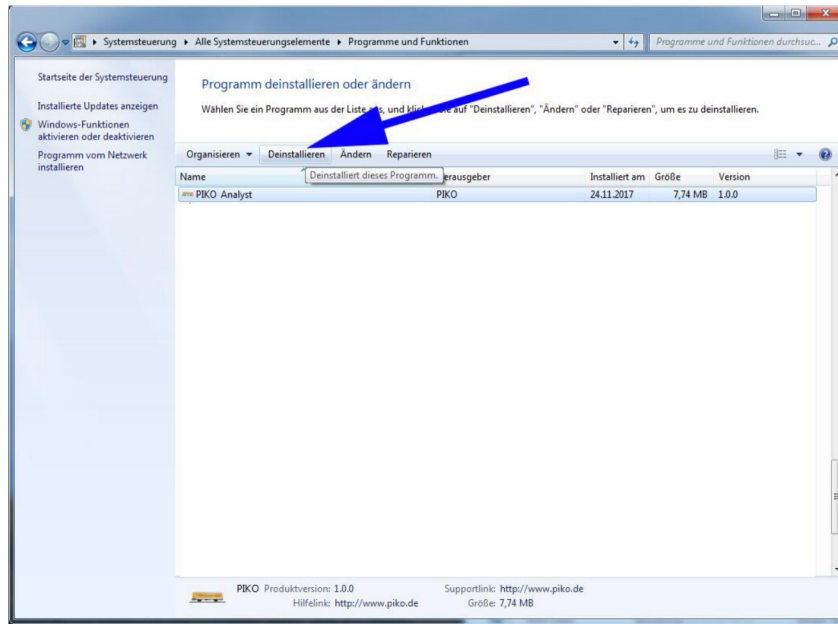 Systemsteuerung ▸ Alle Systemsteuerungselemente ▸ Programme und Funktionen
Programme und Funktionen durchsuc...
Startseite der Systemsteuerung
Installierte Updates anzeigen
Windows-Funktionen
aktivieren oder deaktivieren
Programm vom Netzwerk
installieren
Programm deinstallieren oder ändern
Wählen Sie ein Programm aus der Liste aus, und klicken Sie auf "Deinstallieren", "Ändern" oder "Reparieren", um es zu deinstallieren.
Organisieren Deinstallieren Ändern Reparieren
Name erausgeber Installiert am Größe Version
Deinstalliert dieses Programm.
PIKO Analyst PIKO 24.11.2017 7,74 MB 1.0.0
PIKO Produktversion: 1.0.0 Supportlink: http://www.piko.de
Hilfelink: http://www.piko.de Größe: 7,74 MB